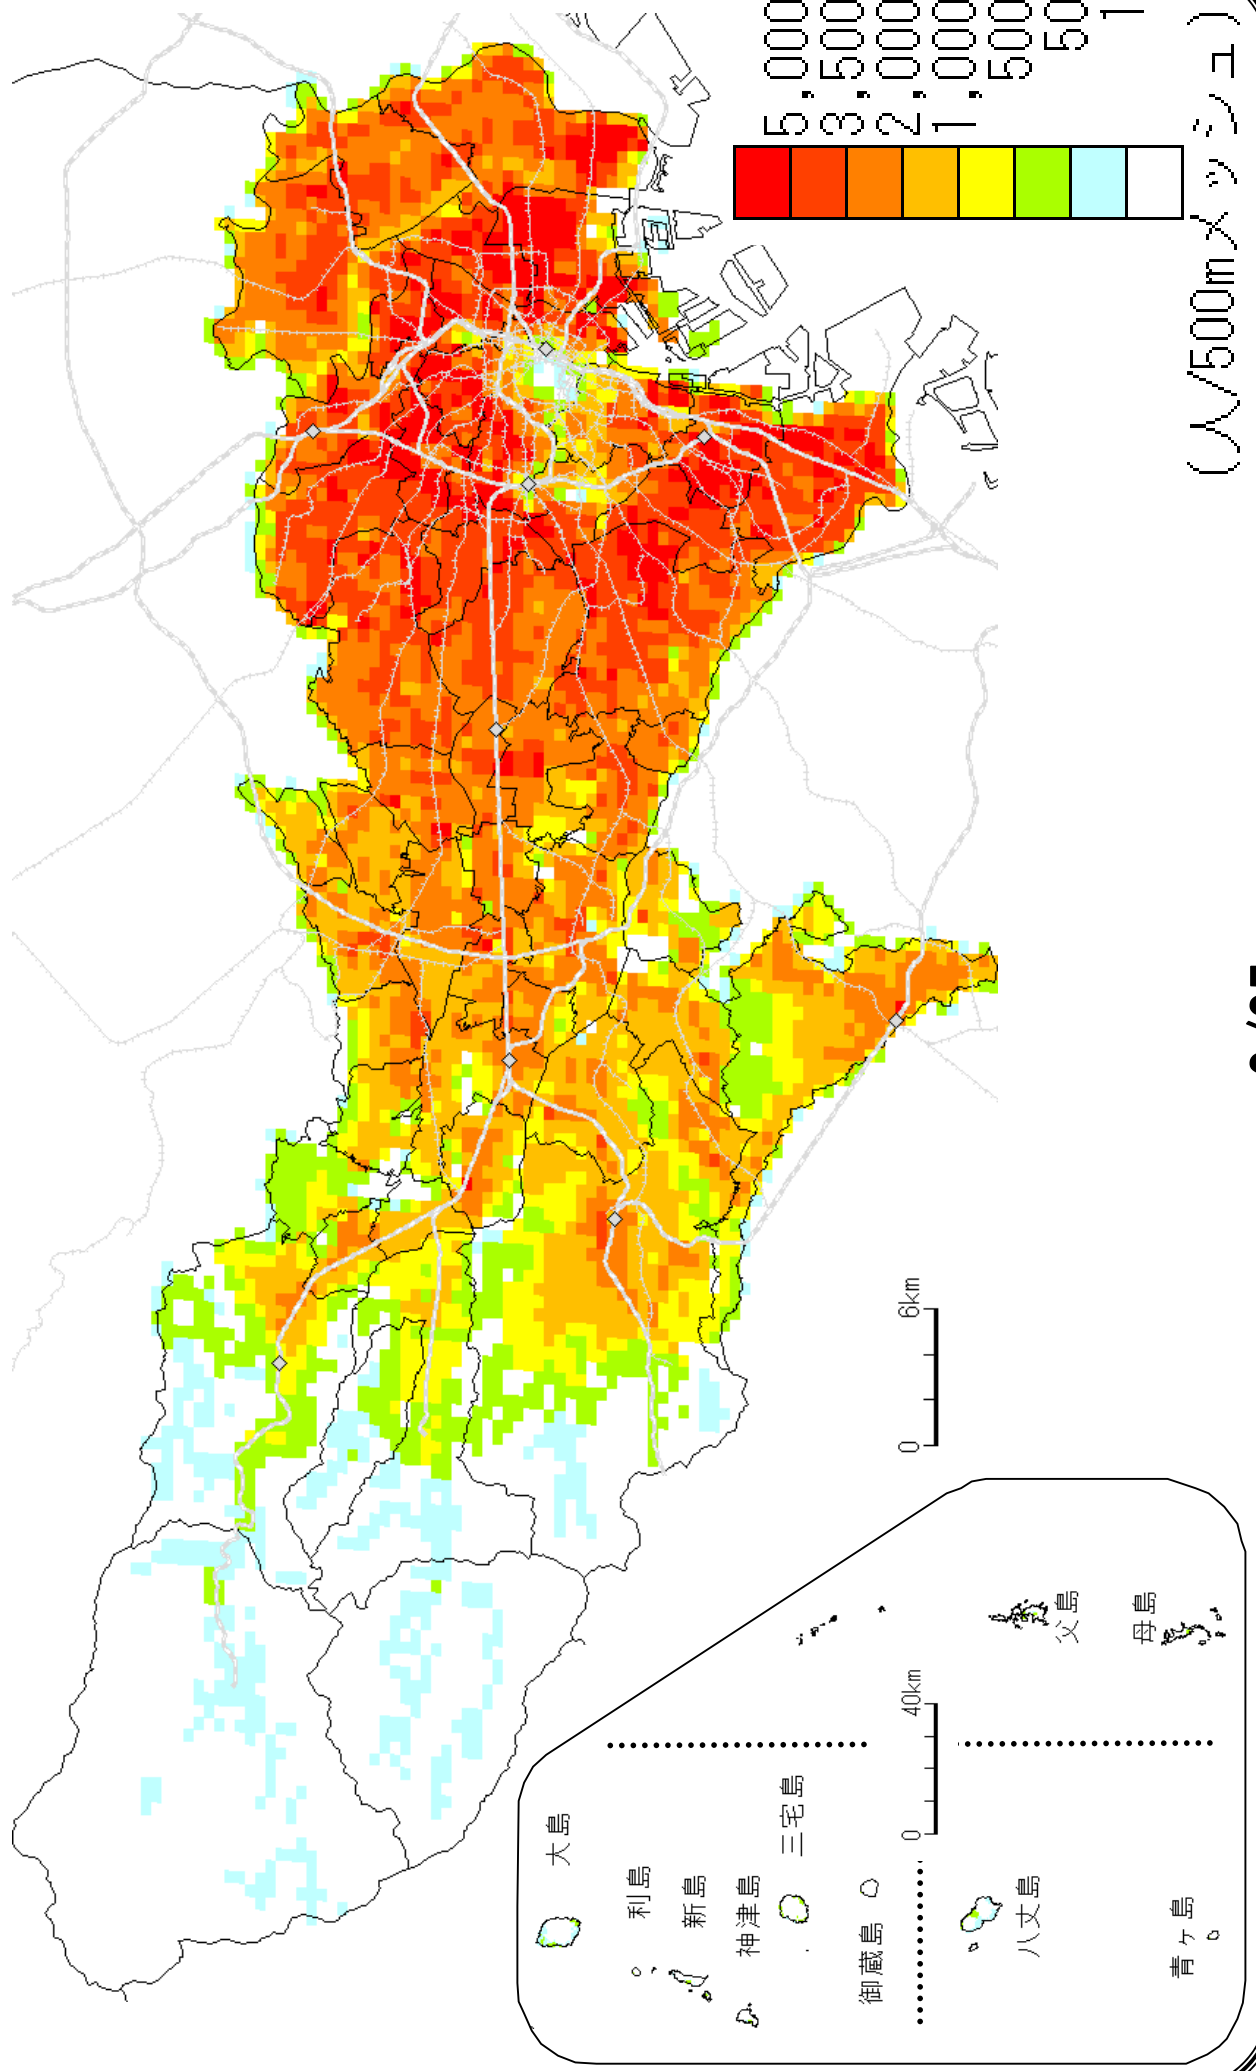 5,000
3,500
2,000
1,000
500
50
1
(人/500mメッシュ)
0 6km
大島
利島
新島
神津島
三宅島
御蔵島
0 40km
八丈島
青ヶ島
父島
母島